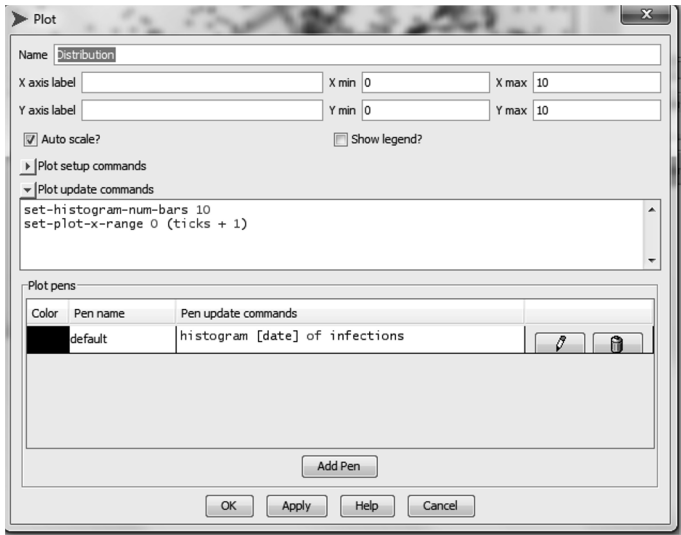 Plot
Name Distribution
X axis label X min 0 X max 10
Y axis label Y min 0 Y max 10
Auto scale? Show legend?
Plot setup commands
Plot update commands
set-histogram-num-bars 10
set-plot-x-range 0 (ticks + 1)
Plot pens
Color Pen name Pen update commands
default histogram [date] of infections
Add Pen
OK Apply Help Cancel